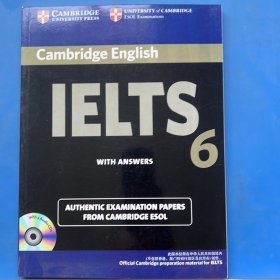 CAMBRIDGE
UNIVERSITY PRESS
UNIVERSITY of CAMBRIDGE
ESOL Examinations
Cambridge English
IELTS 6
WITH ANSWERS
AUTHENTIC EXAMINATION PAPERS
FROM CAMBRIDGE ESOL
Official Cambridge preparation material for IELTS